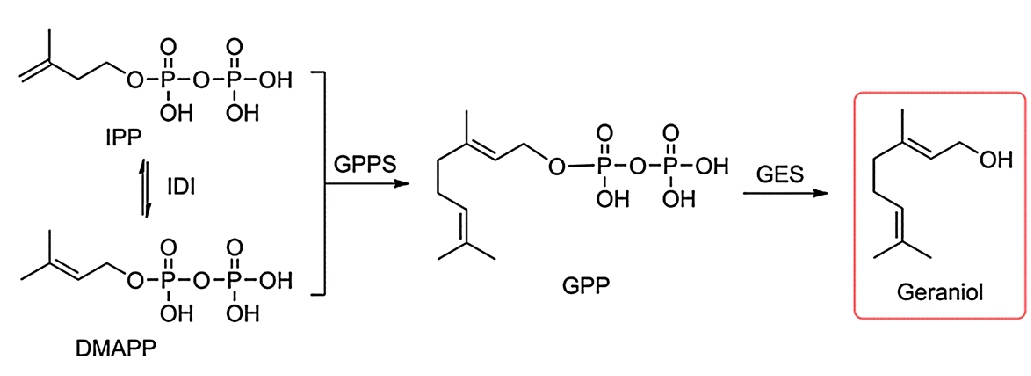 O O
O P O P OH
OH OH
IPP
IDI
O O
O P O P OH
OH OH
DMAPP
GPPS
O O
O P O P OH
OH OH
GPP
GES
OH
Geraniol